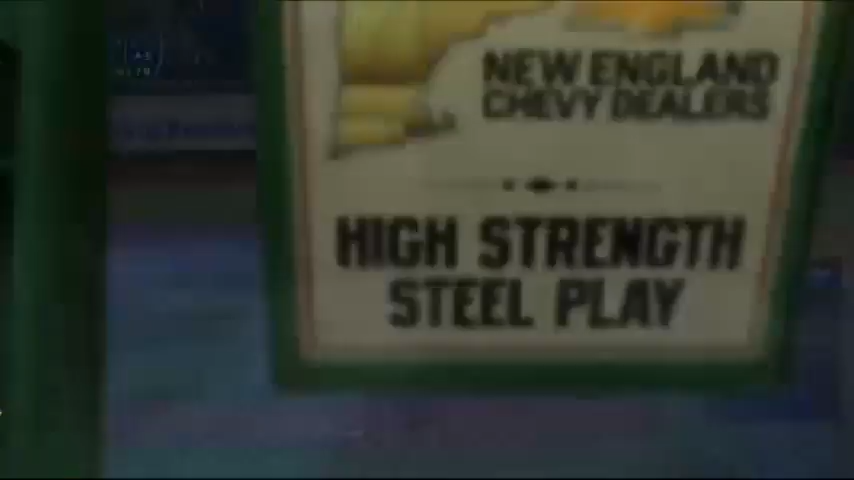 NEW ENGLAND
CHEVY DEALERS
HIGH STRENGTH
STEEL PLAY